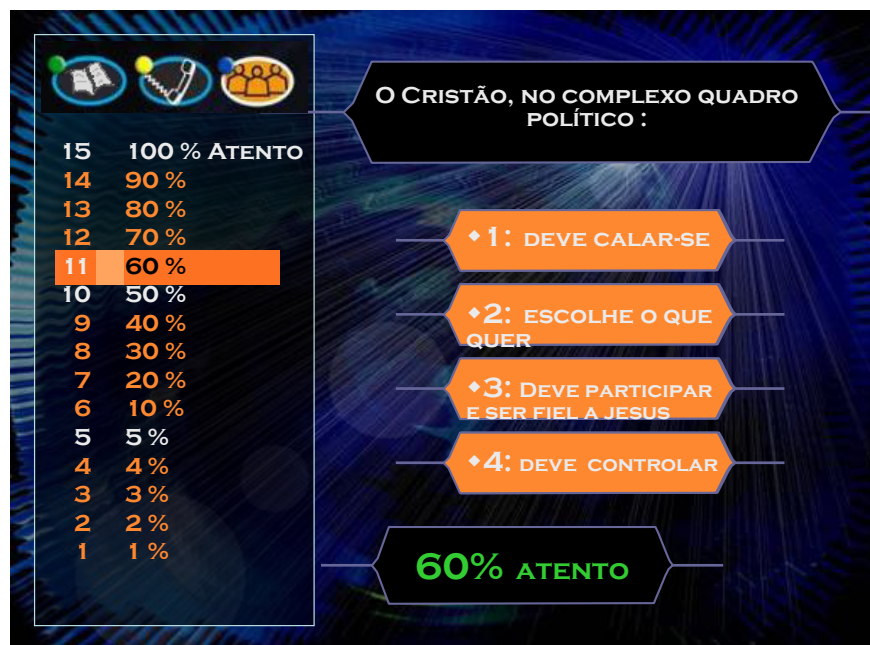 15 100 % ATENTO
14 90 %
13 80 %
12 70 %
11 60 %
10 50 %
9 40 %
8 30 %
7 20 %
6 10 %
5 5 %
4 4 %
3 3 %
2 2 %
1 1 %
O CRISTÃO, NO COMPLEXO QUADRO
POLÍTICO :
◆1: DEVE CALAR-SE
◆2: ESCOLHE O QUE
QUER
◆3: DEVE PARTICIPAR
E SER FIEL A JESUS
◆4: DEVE CONTROLAR
60% ATENTO